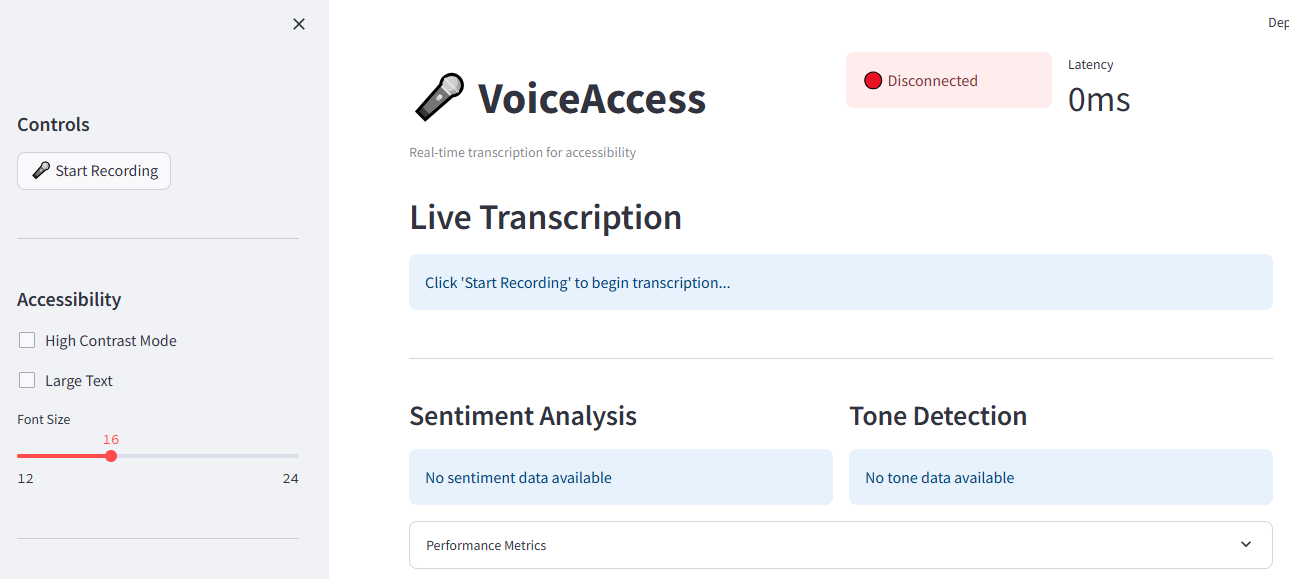 Controls
Start Recording
Accessibility
High Contrast Mode
Large Text
Font Size
16
12 24
Dep
VoiceAccess
Disconnected
Latency
0ms
Real-time transcription for accessibility
Live Transcription
Click 'Start Recording' to begin transcription...
Sentiment Analysis
Tone Detection
No sentiment data available
No tone data available
Performance Metrics